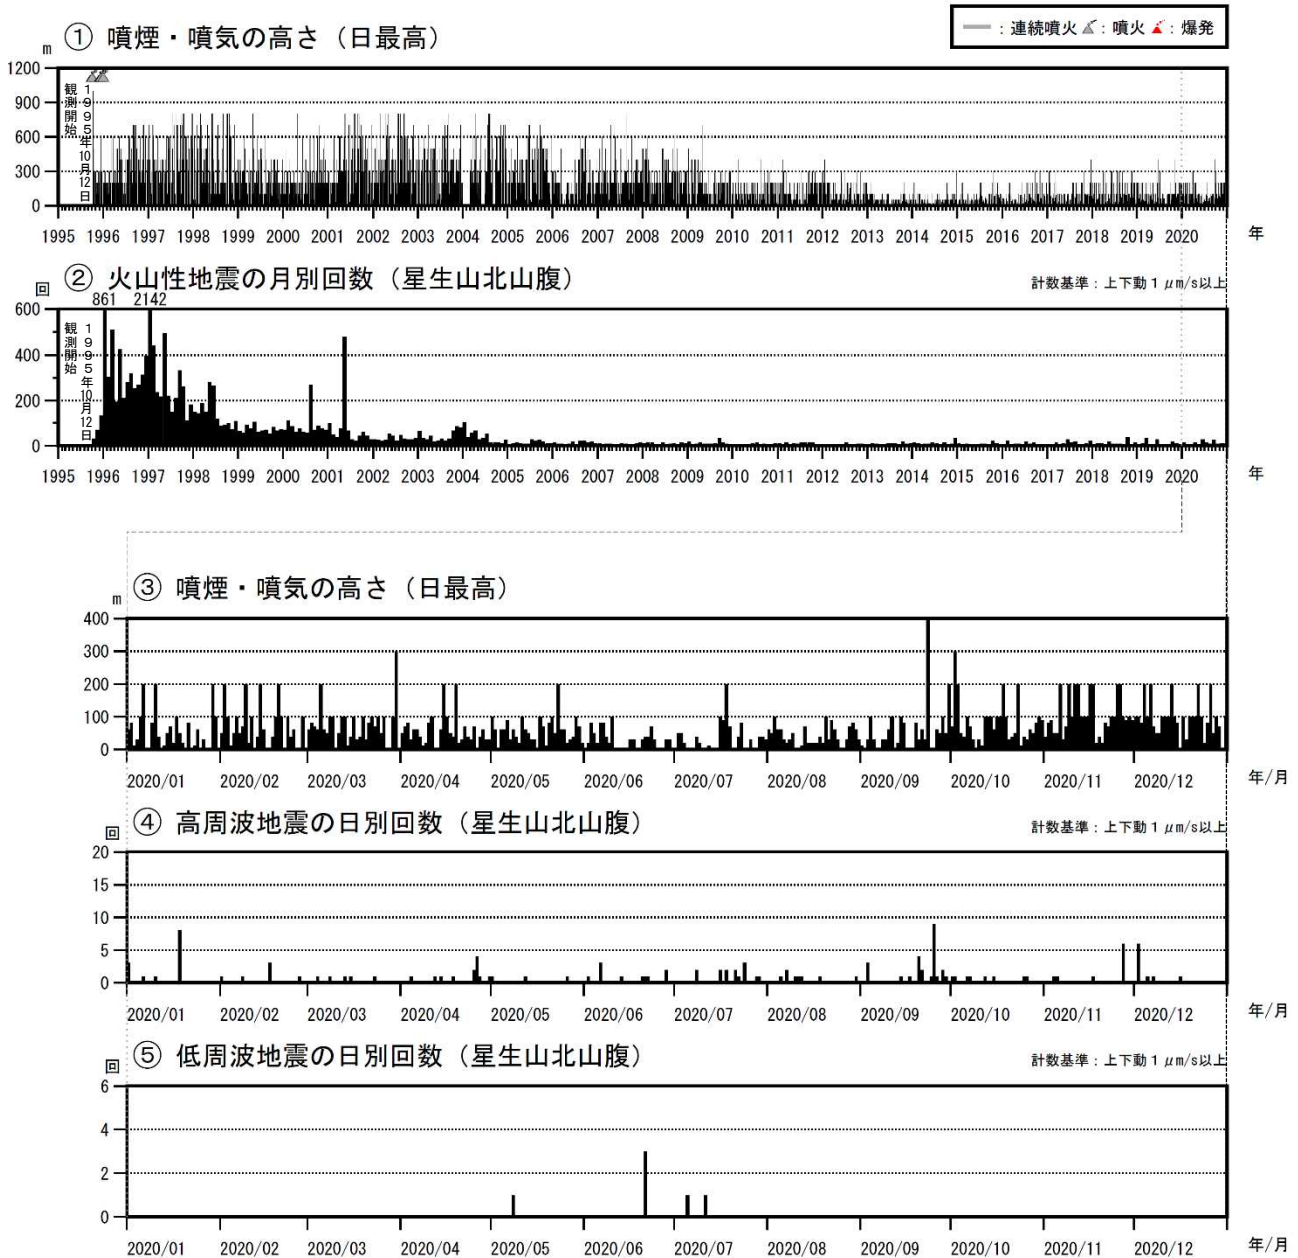 ① 噴煙・噴気の高さ（日最高）
：連続噴火 ：噴火 ：爆発
m
1200
900
600
300
0
観測開始 1995年10月12日
1995 1996 1997 1998 1999 2000 2001 2002 2003 2004 2005 2006 2007 2008 2009 2010 2011 2012 2013 2014 2015 2016 2017 2018 2019 2020
年
② 火山性地震の月別回数（星生山北山腹）
計数基準：上下動１μm/s以上
回
861 2142
600
400
200
0
観測開始 1995年10月12日
1995 1996 1997 1998 1999 2000 2001 2002 2003 2004 2005 2006 2007 2008 2009 2010 2011 2012 2013 2014 2015 2016 2017 2018 2019 2020
年
③ 噴煙・噴気の高さ（日最高）
m
400
300
200
100
0
2020/01 2020/02 2020/03 2020/04 2020/05 2020/06 2020/07 2020/08 2020/09 2020/10 2020/11 2020/12
年/月
④ 高周波地震の日別回数（星生山北山腹）
計数基準：上下動１μm/s以上
回
20
15
10
5
0
2020/01 2020/02 2020/03 2020/04 2020/05 2020/06 2020/07 2020/08 2020/09 2020/10 2020/11 2020/12
年/月
⑤ 低周波地震の日別回数（星生山北山腹）
計数基準：上下動１μm/s以上
回
6
4
2
0
2020/01 2020/02 2020/03 2020/04 2020/05 2020/06 2020/07 2020/08 2020/09 2020/10 2020/11 2020/12
年/月